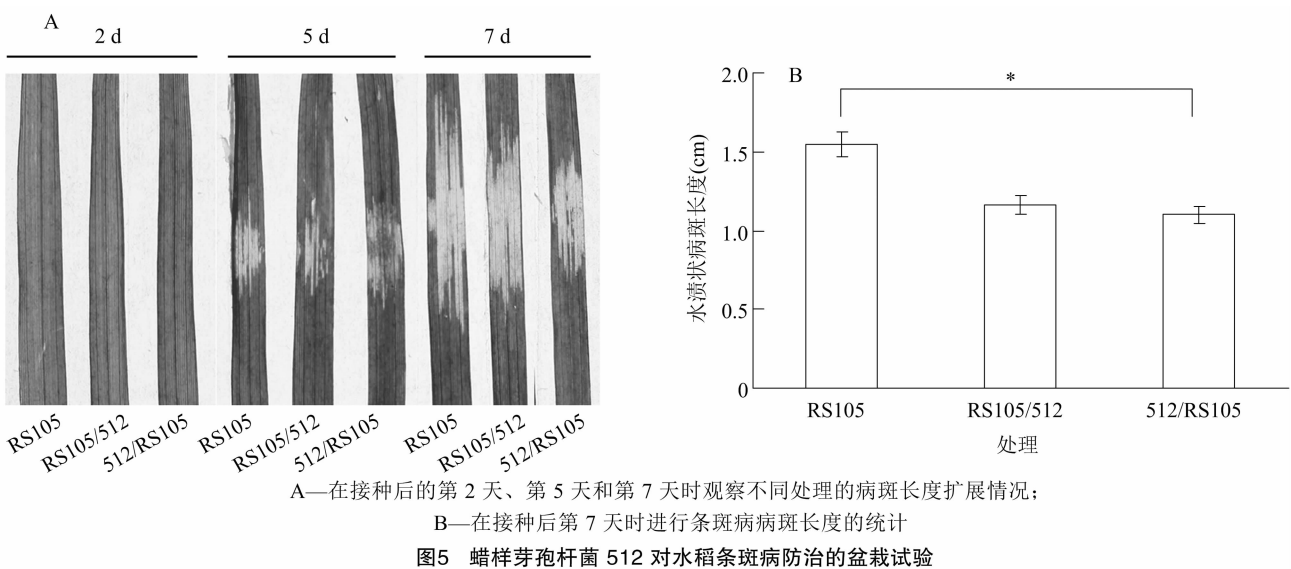 A
2 d 5 d 7 d
RS105 RS105/512 512/RS105 RS105 RS105/512 512/RS105 RS105 RS105/512 512/RS105
B
*
2.0
1.5
1.0
0.5
0
水渍状病斑长度(cm)
RS105 RS105/512 512/RS105
处理
A—在接种后的第 2 天、第 5 天和第 7 天时观察不同处理的病斑长度扩展情况;
B—在接种后第 7 天时进行条斑病病斑长度的统计
图5 蜡样芽孢杆菌 512 对水稻条斑病防治的盆栽试验